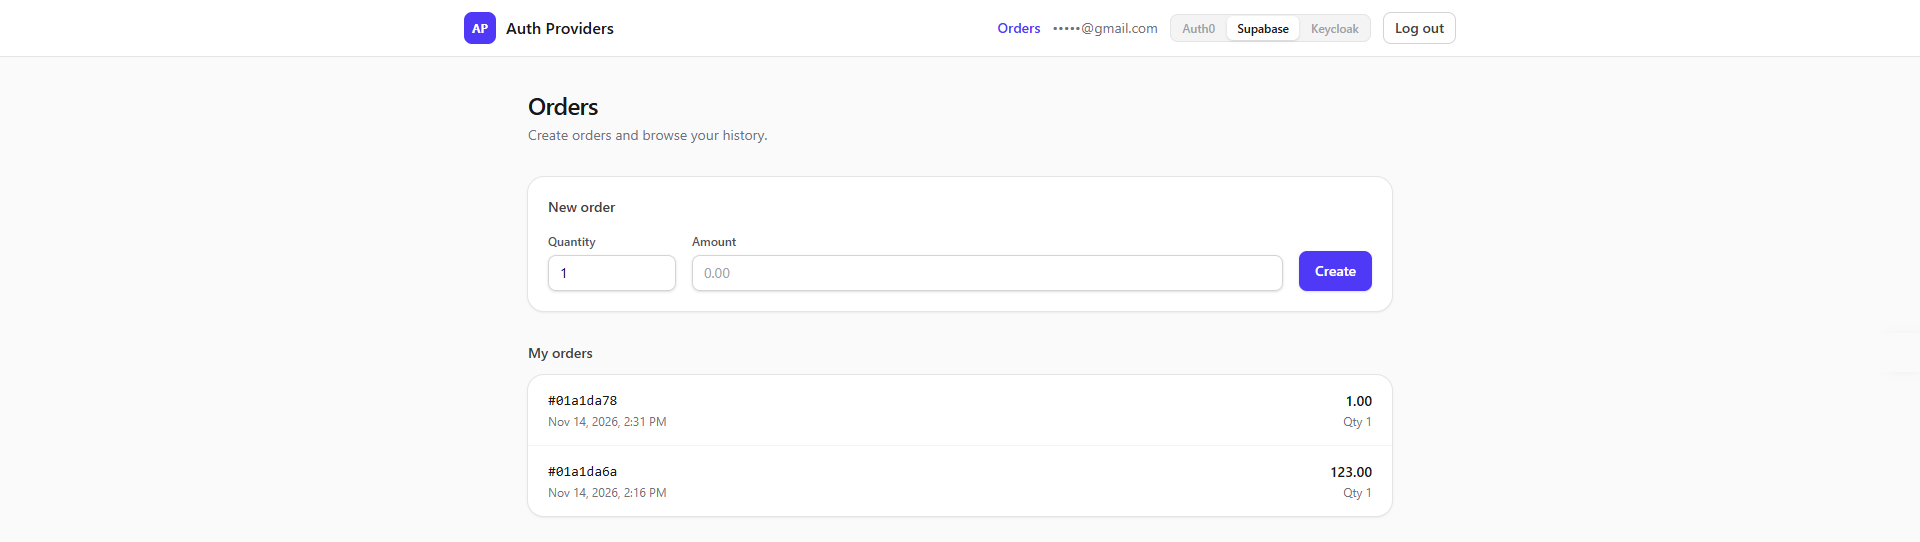 AP Auth Providers Orders •••••@gmail.com Auth0 Supabase Keycloak Log out
Orders
Create orders and browse your history.
New order
Quantity Amount
1 0.00 Create
My orders
#01a1da78 1.00
Nov 14, 2026, 2:31 PM Qty 1
#01a1da6a 123.00
Nov 14, 2026, 2:16 PM Qty 1